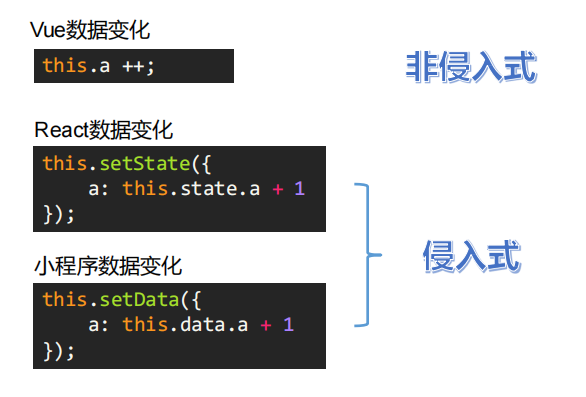 Vue数据变化
this.a ++;
非侵入式
React数据变化
this.setState({
    a: this.state.a + 1
});
侵入式
小程序数据变化
this.setData({
    a: this.data.a + 1
});